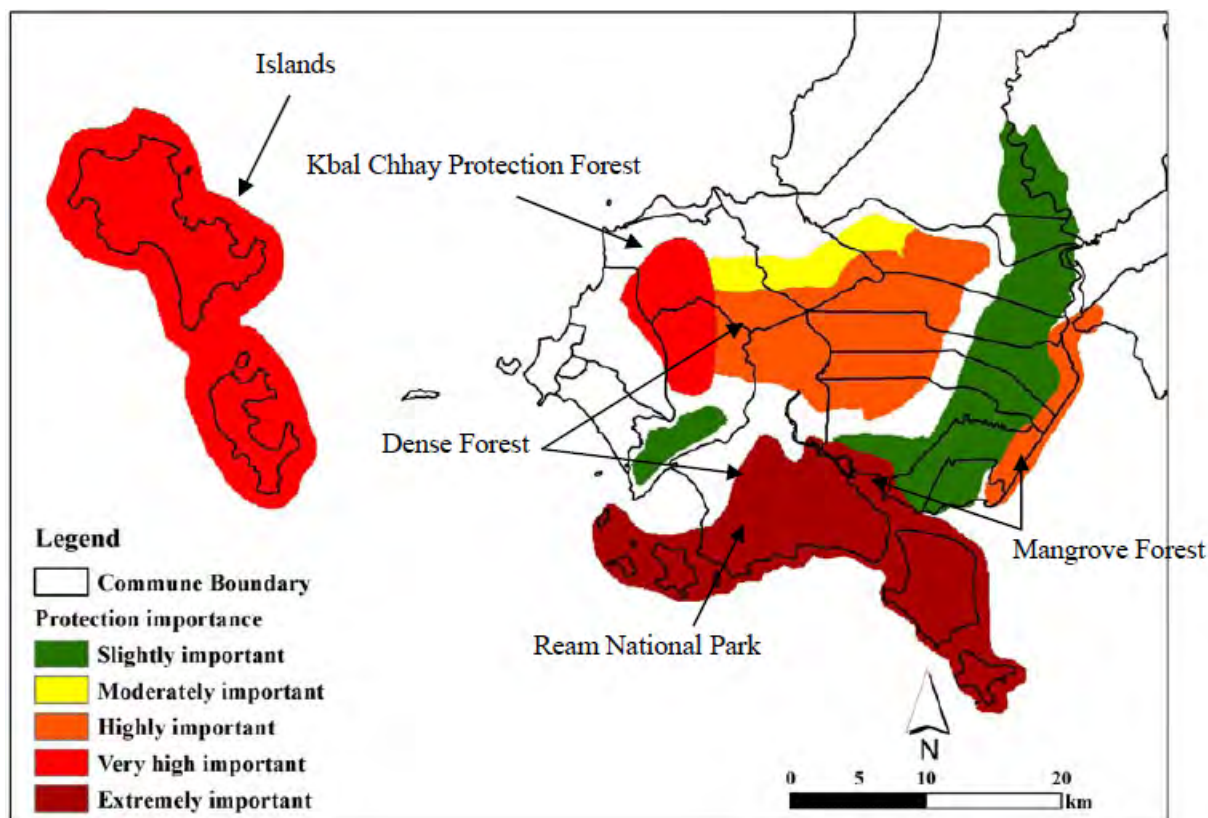 Islands
Kbal Chhay Protection Forest
Dense Forest
Mangrove Forest
Ream National Park
Legend
Commune Boundary
Protection importance
Slightly important
Moderately important
Highly important
Very high important
Extremely important
N
0 5 10 20
km